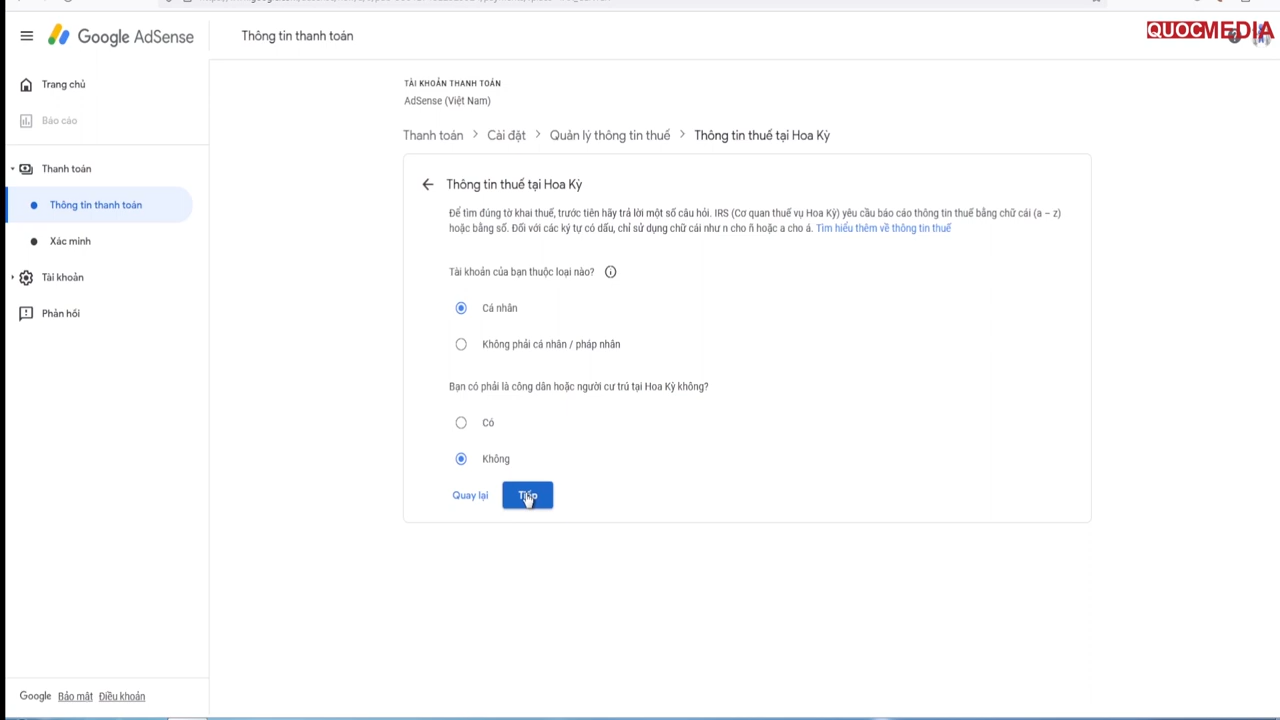 Google AdSense
Thông tin thanh toán
QUOCMEDIA
Trang chủ
Báo cáo
Thanh toán
Thông tin thanh toán
Xác minh
Tài khoản
Phản hồi
TÀI KHOẢN THANH TOÁN
AdSense (Việt Nam)
Thanh toán > Cài đặt > Quản lý thông tin thuế > Thông tin thuế tại Hoa Kỳ
Thông tin thuế tại Hoa Kỳ
Để tìm đúng tờ khai thuế, trước tiên hãy trả lời một số câu hỏi. IRS (Cơ quan thuế vụ Hoa Kỳ) yêu cầu báo cáo thông tin thuế bằng chữ cái (a – z)
hoặc bằng số. Đối với các ký tự có dấu, chỉ sử dụng chữ cái như n cho ñ hoặc a cho á. Tìm hiểu thêm về thông tin thuế
Tài khoản của bạn thuộc loại nào?
Cá nhân
Không phải cá nhân / pháp nhân
Bạn có phải là công dân hoặc người cư trú tại Hoa Kỳ không?
Có
Không
Quay lại
Tiếp
Google Bảo mật Điều khoản